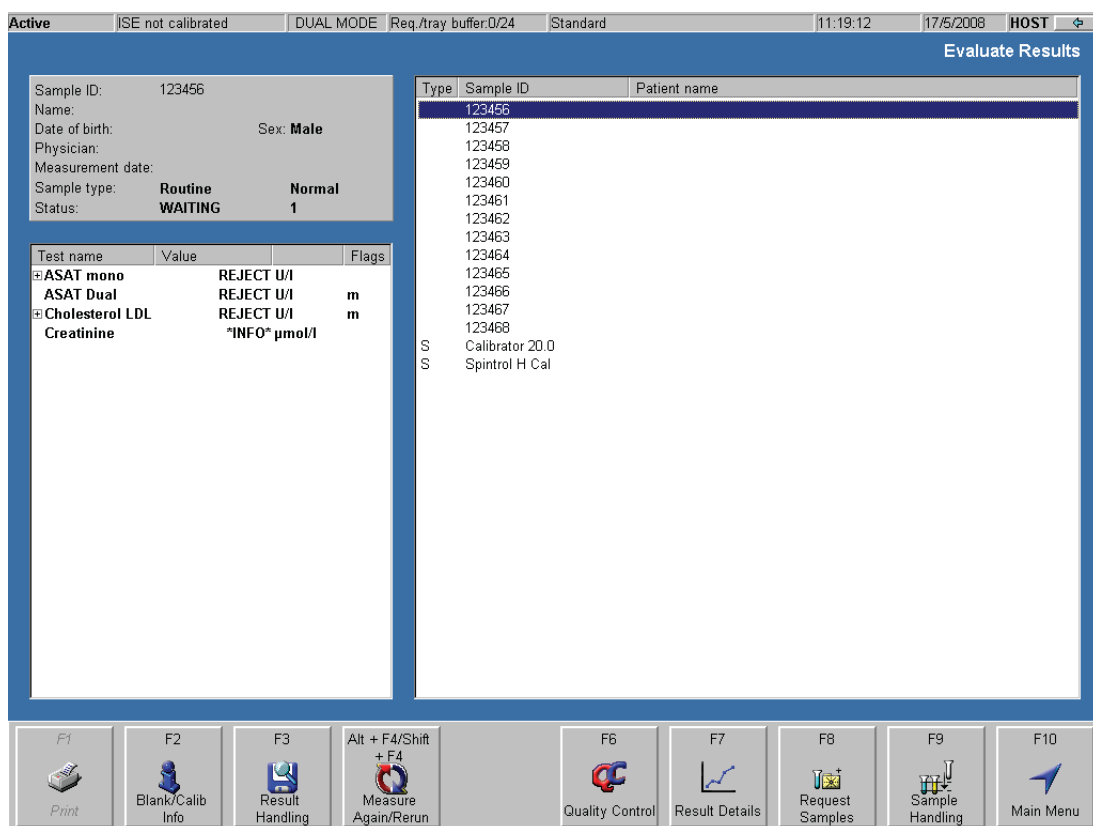 Active ISE not calibrated DUAL MODE Req./tray buffer:0/24 Standard 11:19:12 17/5/2008 HOST
Evaluate Results
Sample ID: 123456
Name:
Date of birth: Sex: Male
Physician:
Measurement date:
Sample type: Routine Normal
Status: WAITING 1
Test name Value Flags
ASAT mono REJECT U/l
ASAT Dual REJECT U/l m
Cholesterol LDL REJECT U/l m
Creatinine *INFO* µmol/l
Type Sample ID Patient name
123456
123457
123458
123459
123460
123461
123462
123463
123464
123465
123466
123467
123468
S Calibrator 20.0
S Spintrol H Cal
F1
Print
F2
Blank/Calib
Info
F3
Result
Handling
Alt + F4/Shift
+ F4
Measure
Again/Rerun
F6
QC
Quality Control
F7
Result Details
F8
Request
Samples
F9
Sample
Handling
F10
Main Menu